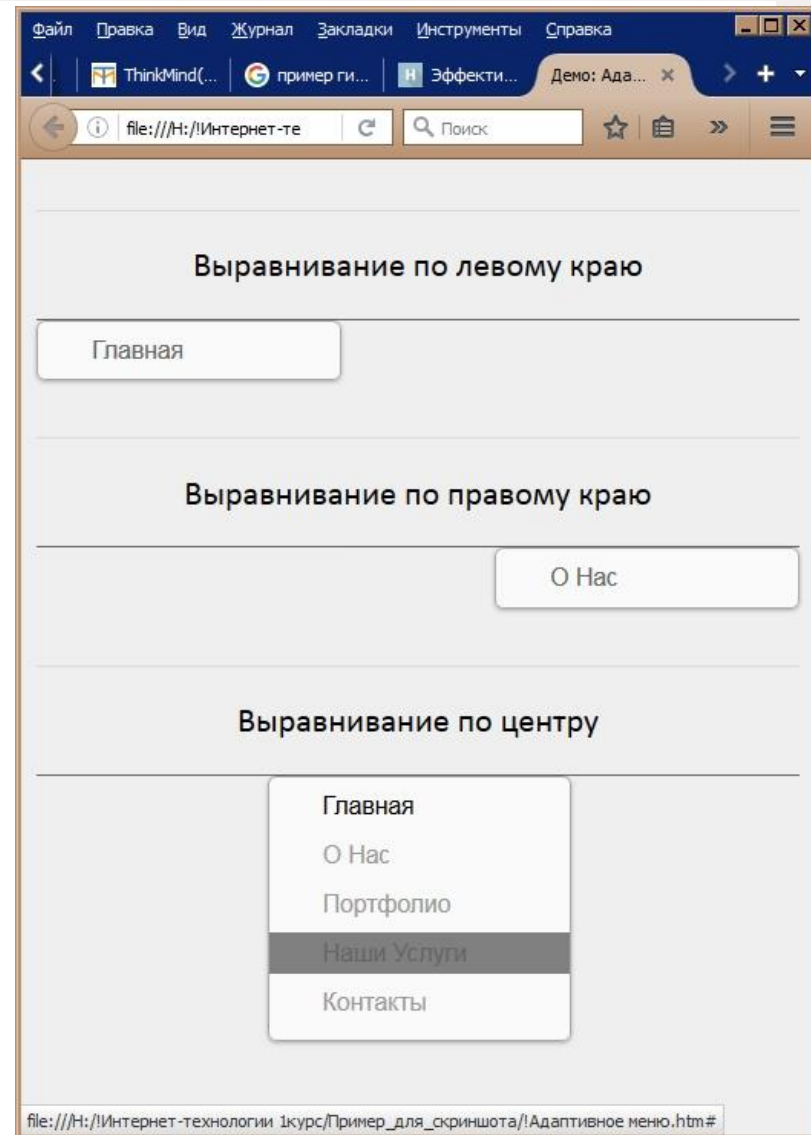 Файл Правка Вид Журнал Закладки Инструменты Справка
ThinkMind(... пример ги... Эффекти... Демо: Ада...
file:///H:/!Интернет-те Поиск
Выравнивание по левому краю
Главная
Выравнивание по правому краю
О Нас
Выравнивание по центру
Главная
О Нас
Портфолио
Наши Услуги
Контакты
file:///H:/!Интернет-технологии 1курс/Пример_для_скриншота/!Адаптивное меню.htm#